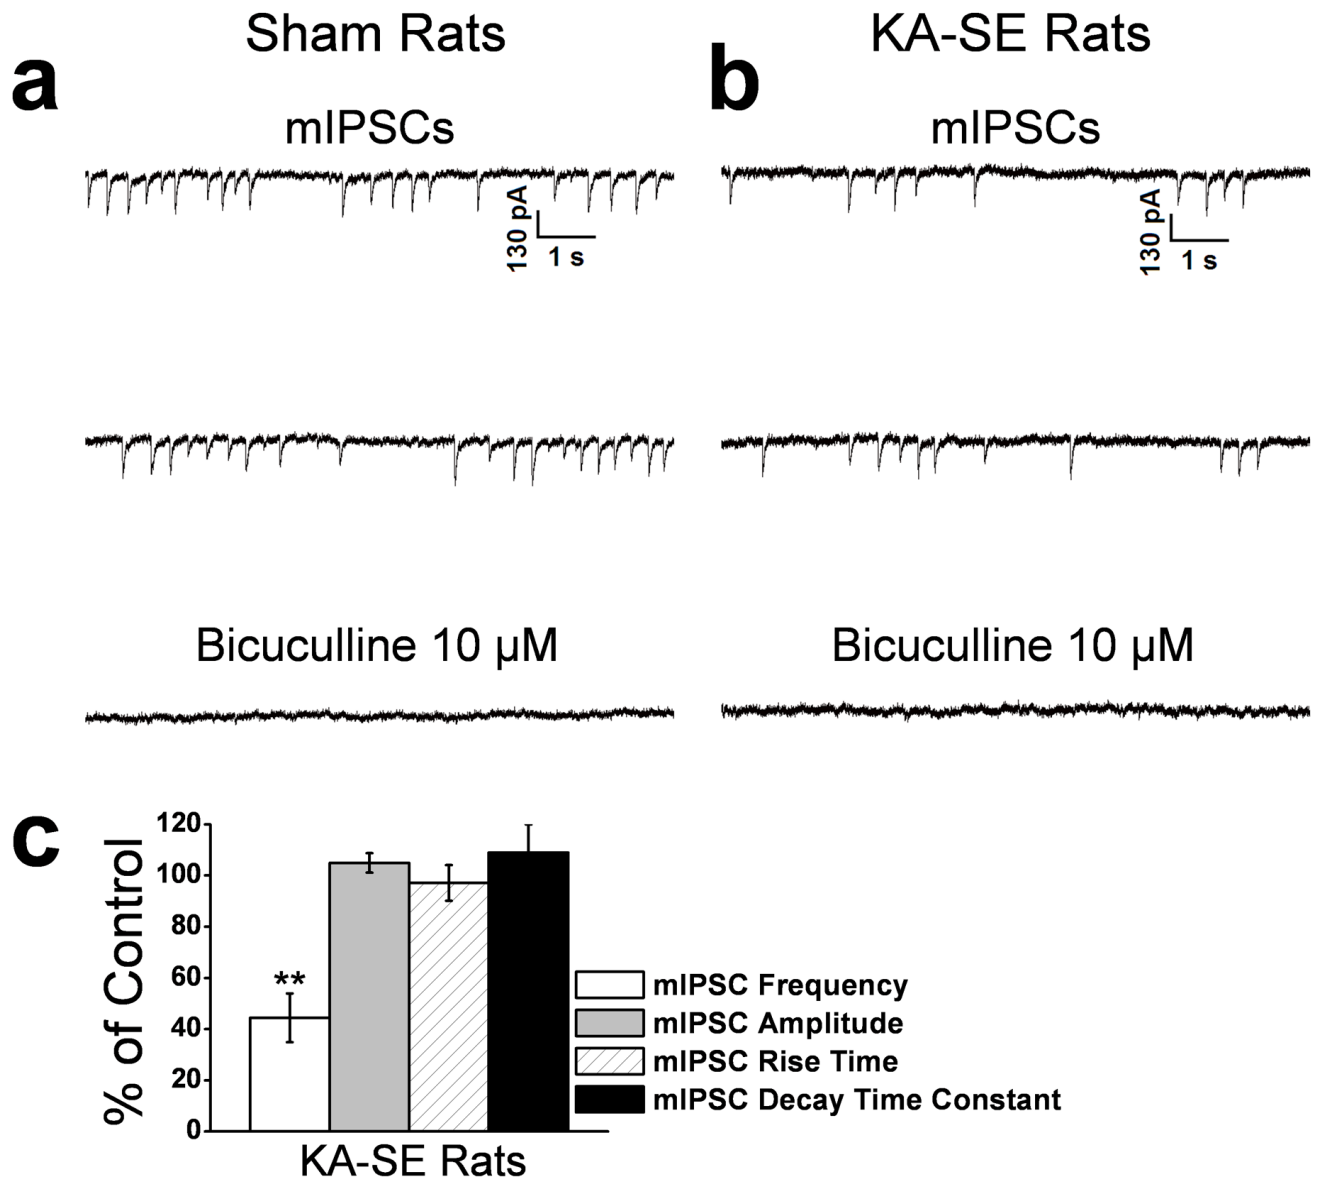 Sham Rats
KA-SE Rats
a
b
mIPSCs
mIPSCs
130 pA
1 s
130 pA
1 s
Bicuculline 10 µM
Bicuculline 10 µM
c
% of Control
120
100
80
60
40
20
0
**
mIPSC Frequency
mIPSC Amplitude
mIPSC Rise Time
mIPSC Decay Time Constant
KA-SE Rats